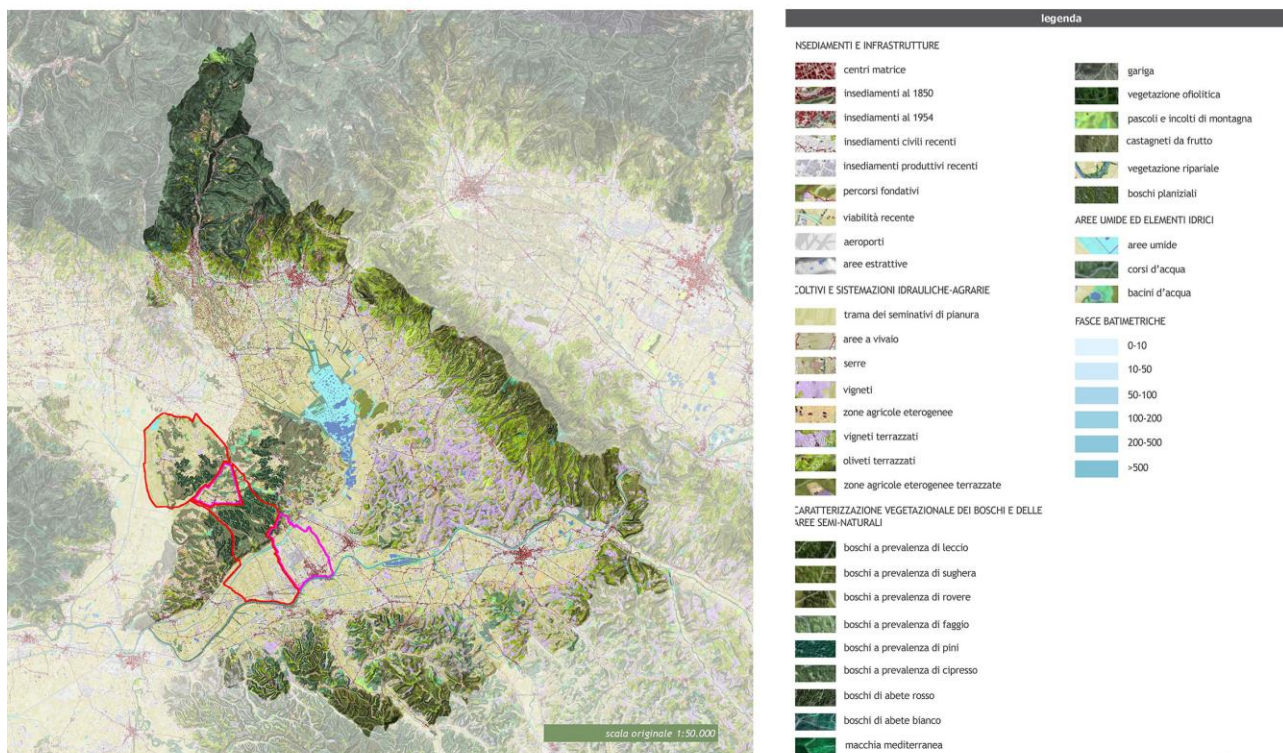 legenda
NSEDIAMENTI E INFRASTRUTTURE
centri matrice
insediamenti al 1850
insediamenti al 1954
insediamenti civili recenti
insediamenti produttivi recenti
percorsi fondativi
viabilità recente
aeroporti
aree estrattive
COLTIVI E SISTEMAZIONI IDRAULICHE-AGRARIE
trama dei seminativi di pianura
aree a vivaio
serre
vigneti
zone agricole eterogenee
vigneti terrazzati
oliveti terrazzati
zone agricole eterogenee terrazzate
CARATTERIZZAZIONE VEGETAZIONALE DEI BOSCHI E DELLE
AREE SEMI-NATURALI
boschi a prevalenza di leccio
boschi a prevalenza di sughera
boschi a prevalenza di rovere
boschi a prevalenza di faggio
boschi a prevalenza di pini
boschi a prevalenza di cipresso
boschi di abete rosso
boschi di abete bianco
macchia mediterranea
gariga
vegetazione ofiolitica
pascoli e incolti di montagna
castagneti da frutto
vegetazione ripariale
boschi planiziali
AREE UMIDE ED ELEMENTI IDRICI
aree umide
corsi d'acqua
bacini d'acqua
FASCE BATIMETRICHE
0-10
10-50
50-100
100-200
200-500
>500
scala originale 1:50.000